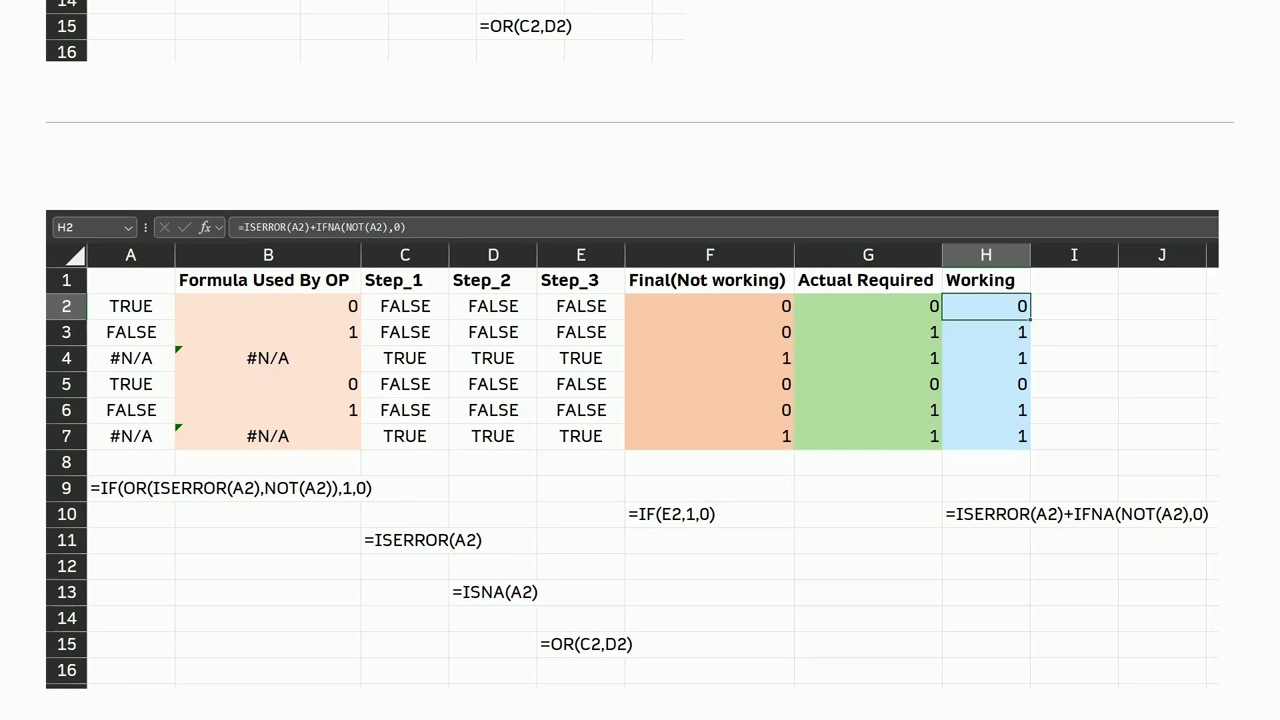 14
15 =OR(C2,D2)
16
H2 fx =ISERROR(A2)+IFNA(NOT(A2),0)
A B C D E F G H I J
1 Formula Used By OP Step_1 Step_2 Step_3 Final(Not working) Actual Required Working
2 TRUE 0 FALSE FALSE FALSE 0 0 0
3 FALSE 1 FALSE FALSE FALSE 0 1 1
4 #N/A #N/A TRUE TRUE TRUE 1 1 1
5 TRUE 0 FALSE FALSE FALSE 0 0 0
6 FALSE 1 FALSE FALSE FALSE 0 1 1
7 #N/A #N/A TRUE TRUE TRUE 1 1 1
8
9 =IF(OR(ISERROR(A2),NOT(A2)),1,0)
10 =IF(E2,1,0) =ISERROR(A2)+IFNA(NOT(A2),0)
11 =ISERROR(A2)
12
13 =ISNA(A2)
14
15 =OR(C2,D2)
16